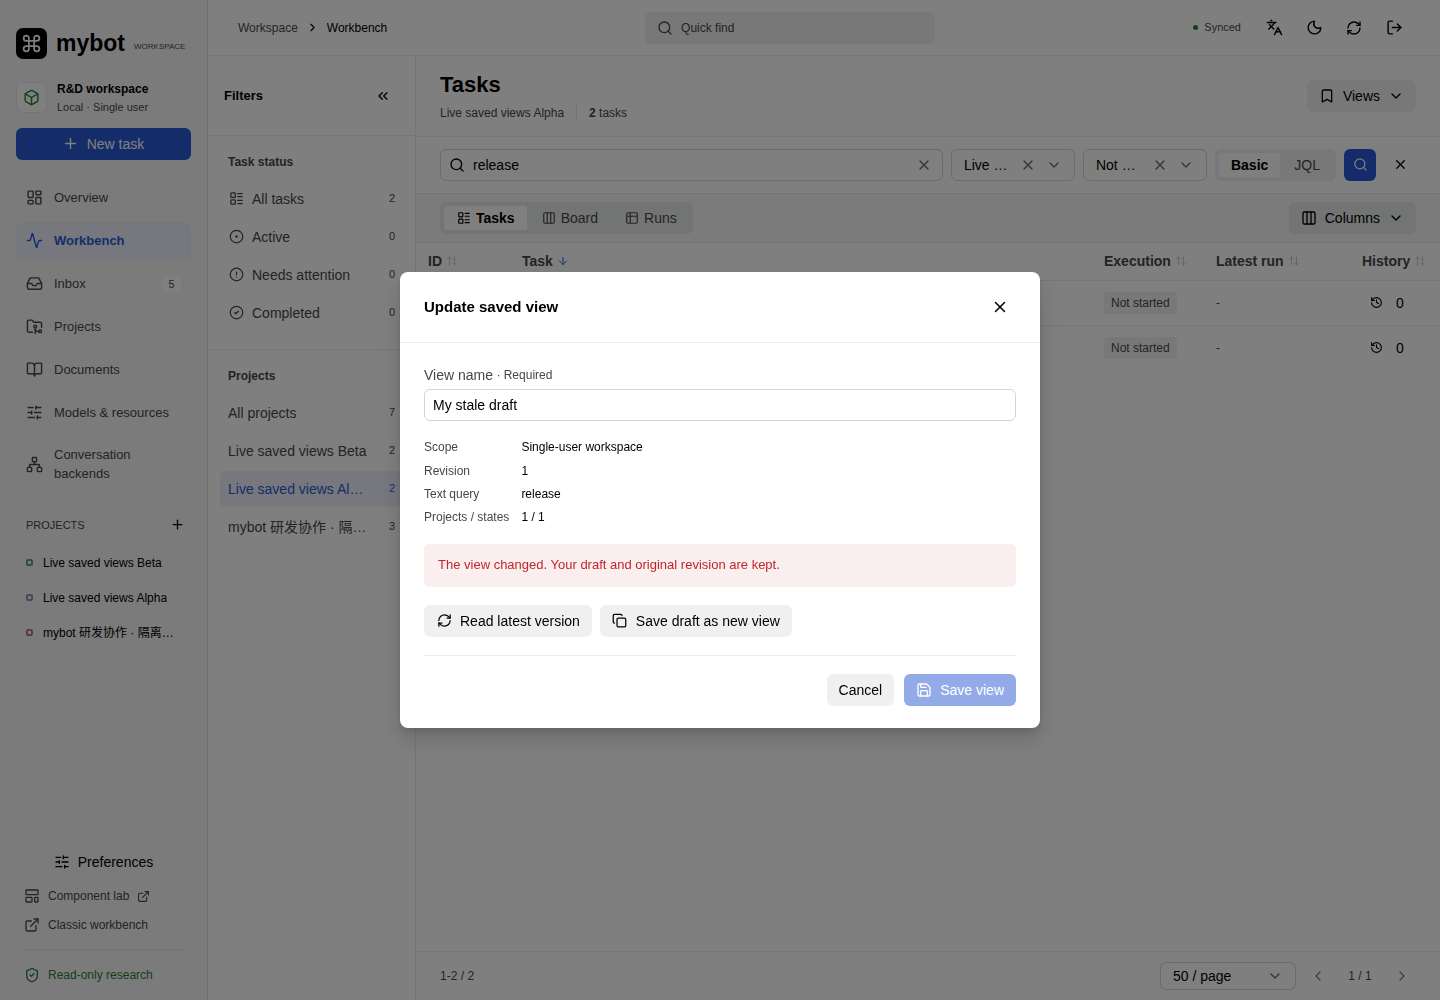 mybot WORKSPACE
R&D workspace
Local · Single user
New task
Overview
Workbench
Inbox 5
Projects
Documents
Models & resources
Conversation
backends
PROJECTS
Live saved views Beta
Live saved views Alpha
mybot 研发协作 · 隔离…
Preferences
Component lab
Classic workbench
Read-only research
Workspace > Workbench
Quick find
Synced
Filters
Task status
All tasks 2
Active 0
Needs attention 0
Completed 0
Projects
All projects 7
Live saved views Beta 2
Live saved views Al… 2
mybot 研发协作 · 隔… 3
Tasks
Live saved views Alpha 2 tasks
Views
release
Live …
Not …
Basic JQL
Tasks Board Runs
Columns
ID Task Execution Latest run History
Not started - 0
Not started - 0
Update saved view
View name · Required
My stale draft
Scope Single-user workspace
Revision 1
Text query release
Projects / states 1 / 1
The view changed. Your draft and original revision are kept.
Read latest version Save draft as new view
Cancel Save view
1-2 / 2
50 / page
1 / 1